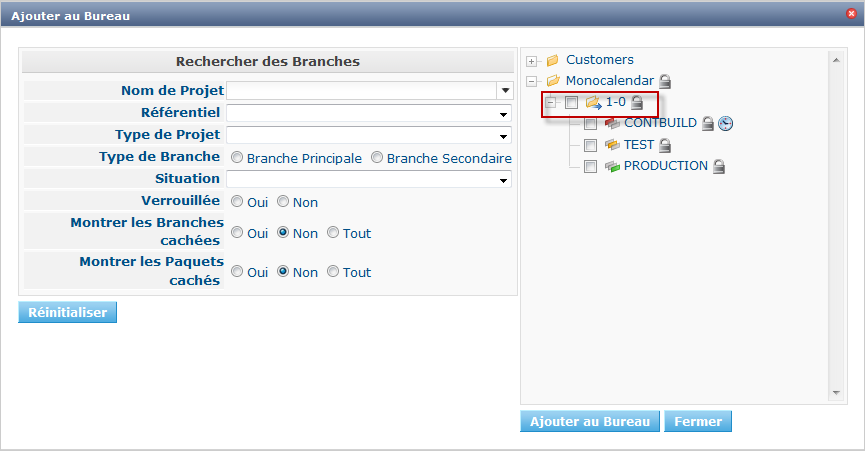 Ajouter au Bureau
Rechercher des Branches
Nom de Projet
Référentiel
Type de Projet
Type de Branche
Branche Principale
Branche Secondaire
Situation
Verrouillée
Oui
Non
Montrer les Branches
cachées
Oui
Non
Tout
Montrer les Paquets
cachés
Oui
Non
Tout
Réinitialiser
Customers
Monocalendar
1-0
CONTBUILD
TEST
PRODUCTION
Ajouter au Bureau
Fermer